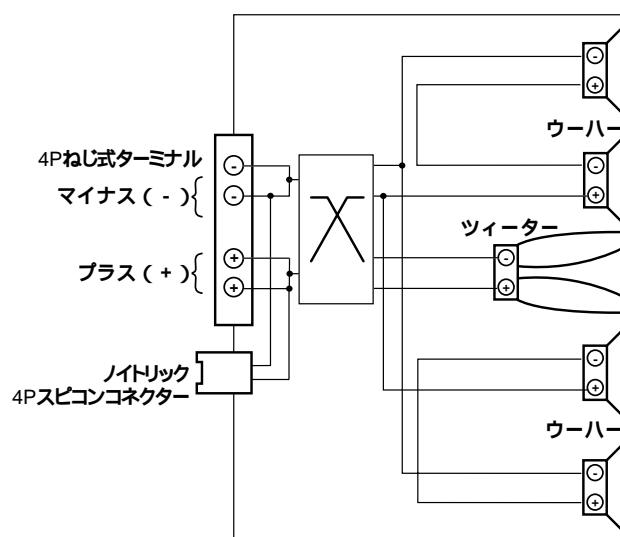 ウーハー
4Pねじ式ターミナル
マイナス ( - )
ツィーター
プラス ( + )
ノイトリック
4Pスピコンコネクター
ウーハー
-
+
-
+
-
-
+
+
-
+
-
+
-
+